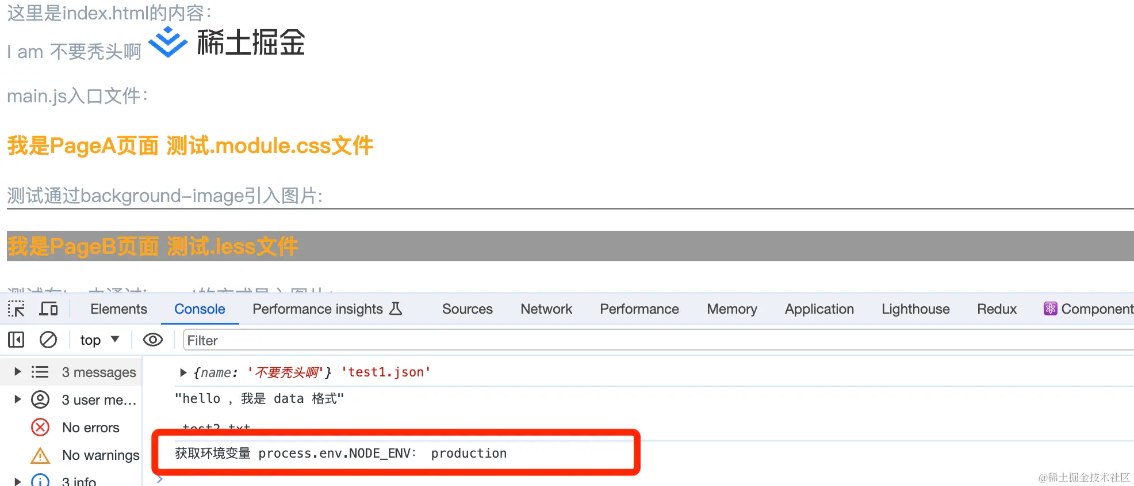 这里是index.html的内容:
I am 不要秃头啊 稀土掘金
main.js入口文件:
我是PageA页面 测试.module.css文件
测试通过background-image引入图片:
我是PageB页面 测试.less文件
Elements Console Performance insights Sources Network Performance Memory Application Lighthouse Redux Component
top Filter
3 messages
{name: '不要秃头啊'} 'test1.json'
3 user me…
"hello ，我是 data 格式"
No errors
test2.txt
No warnings
获取环境变量 process.env.NODE_ENV： production
3 info
@稀土掘金技术社区